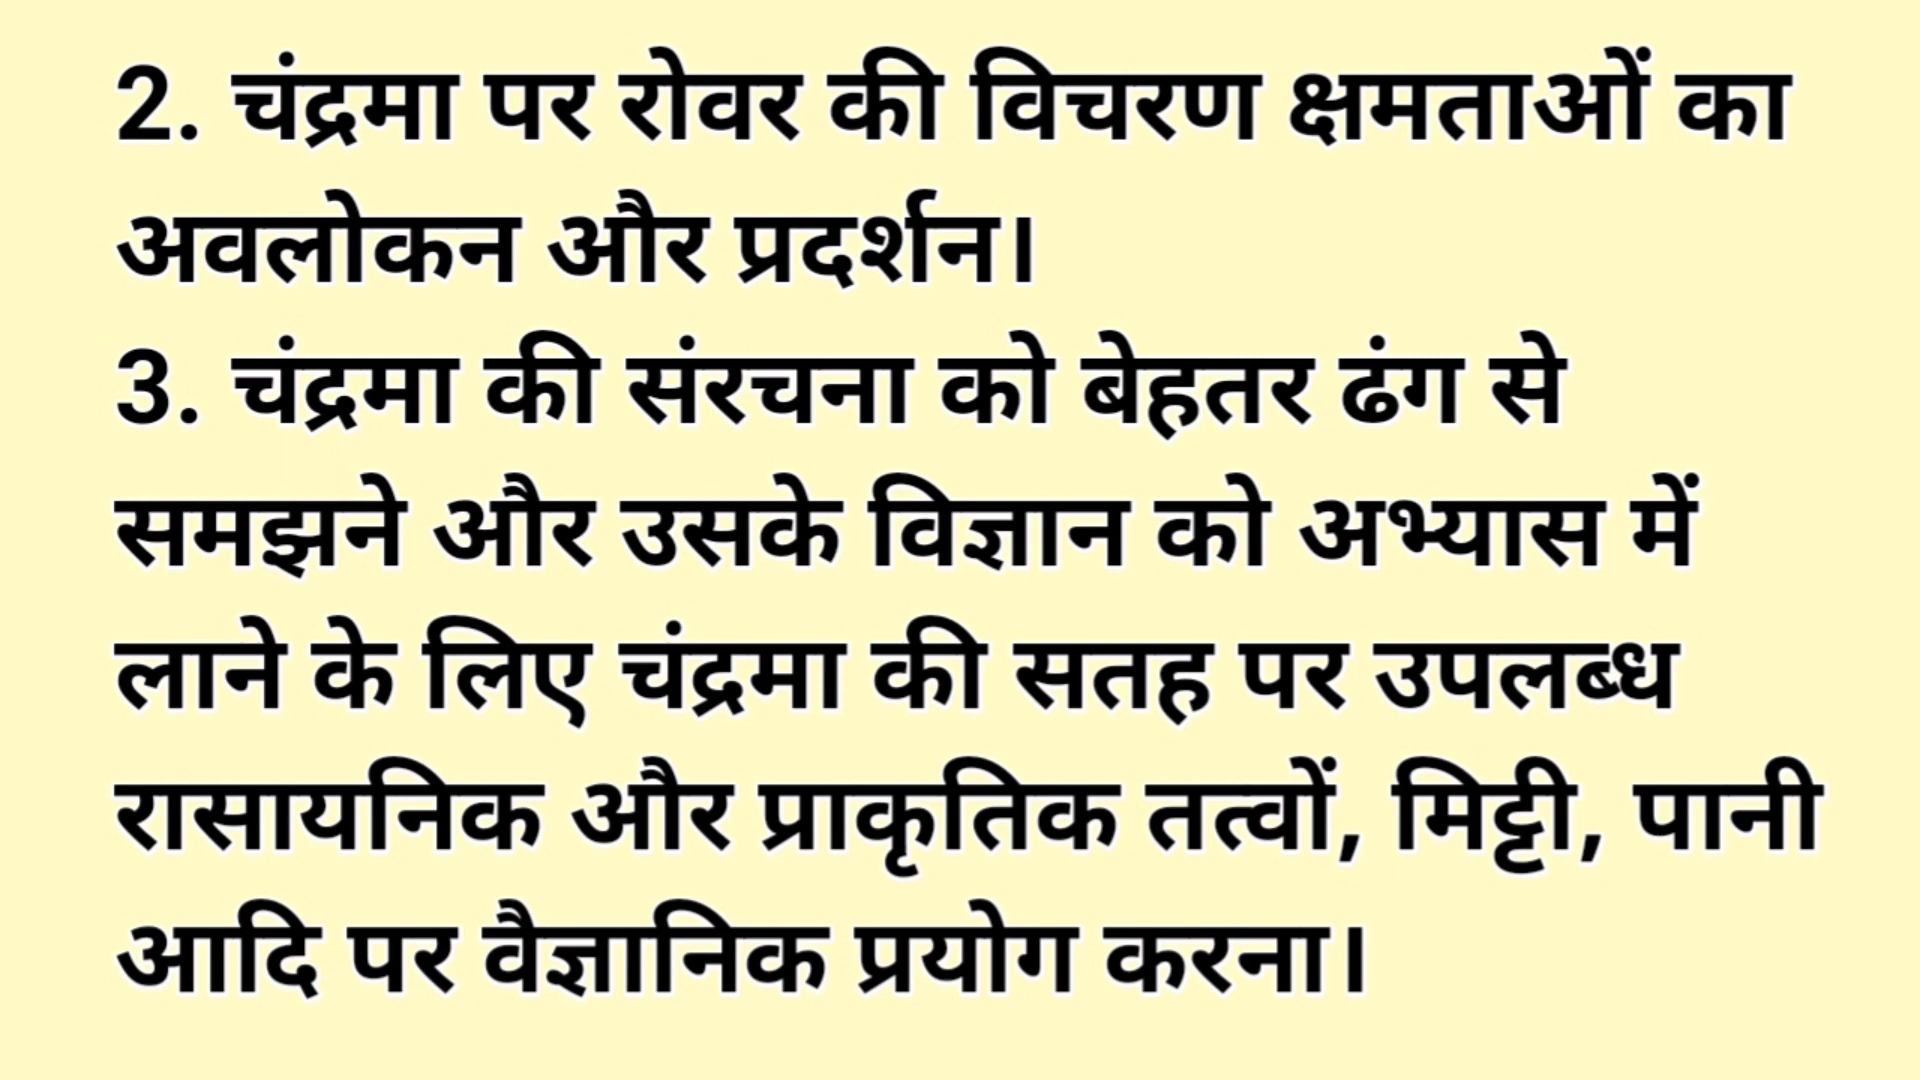 2. चंद्रमा पर रोवर की विचरण क्षमताओं का
अवलोकन और प्रदर्शन।
3. चंद्रमा की संरचना को बेहतर ढंग से
समझने और उसके विज्ञान को अभ्यास में
लाने के लिए चंद्रमा की सतह पर उपलब्ध
रासायनिक और प्राकृतिक तत्वों, मिट्टी, पानी
आदि पर वैज्ञानिक प्रयोग करना।